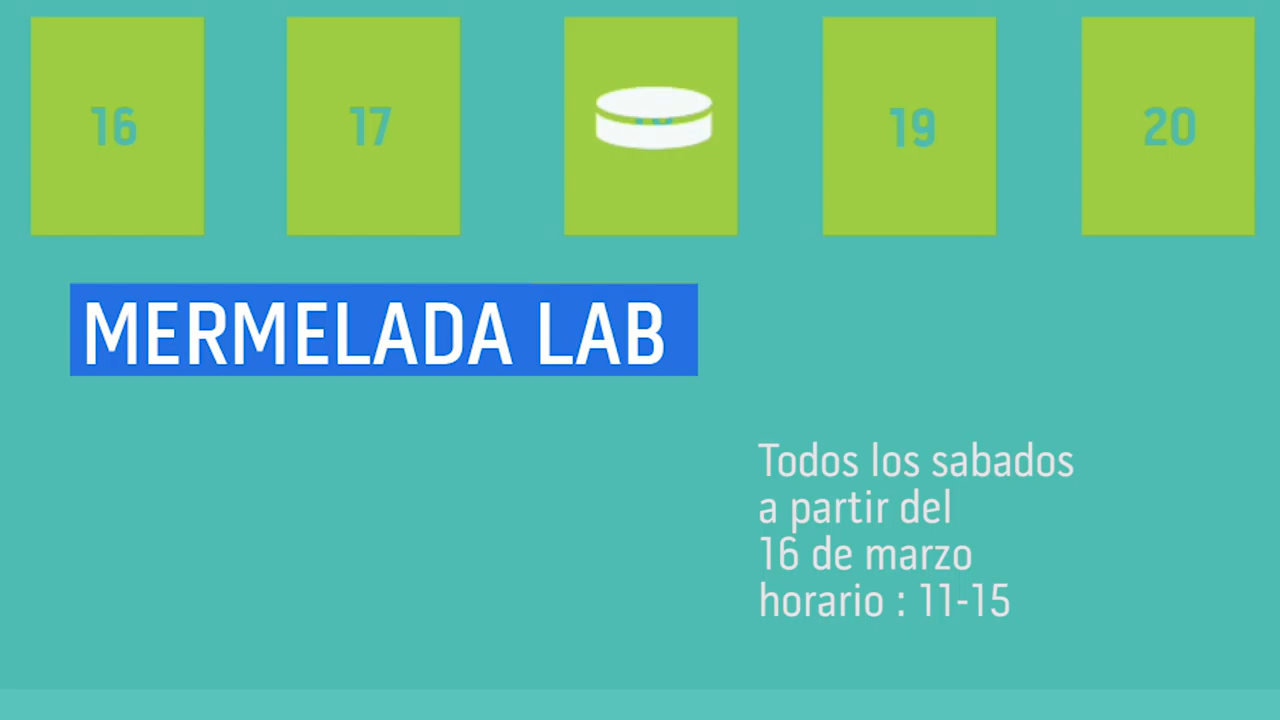 16
17
19
20
MERMELADA LAB
Todos los sabados
a partir del
16 de marzo
horario : 11-15